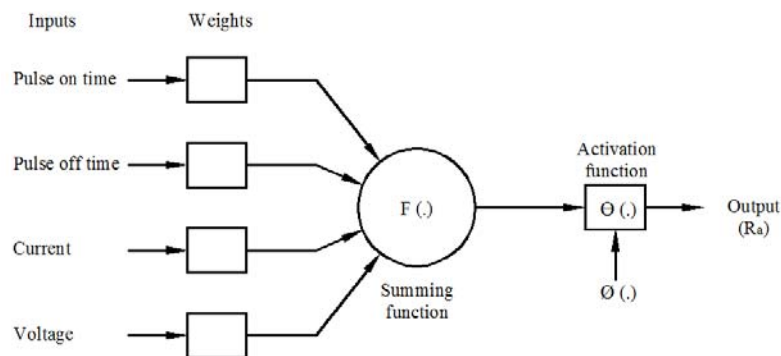 Inputs
Weights
Pulse on time
Pulse off time
Current
Voltage
F (.)
Summing
function
Activation
function
Ө (.)
Ø (.)
Output
(Ra)